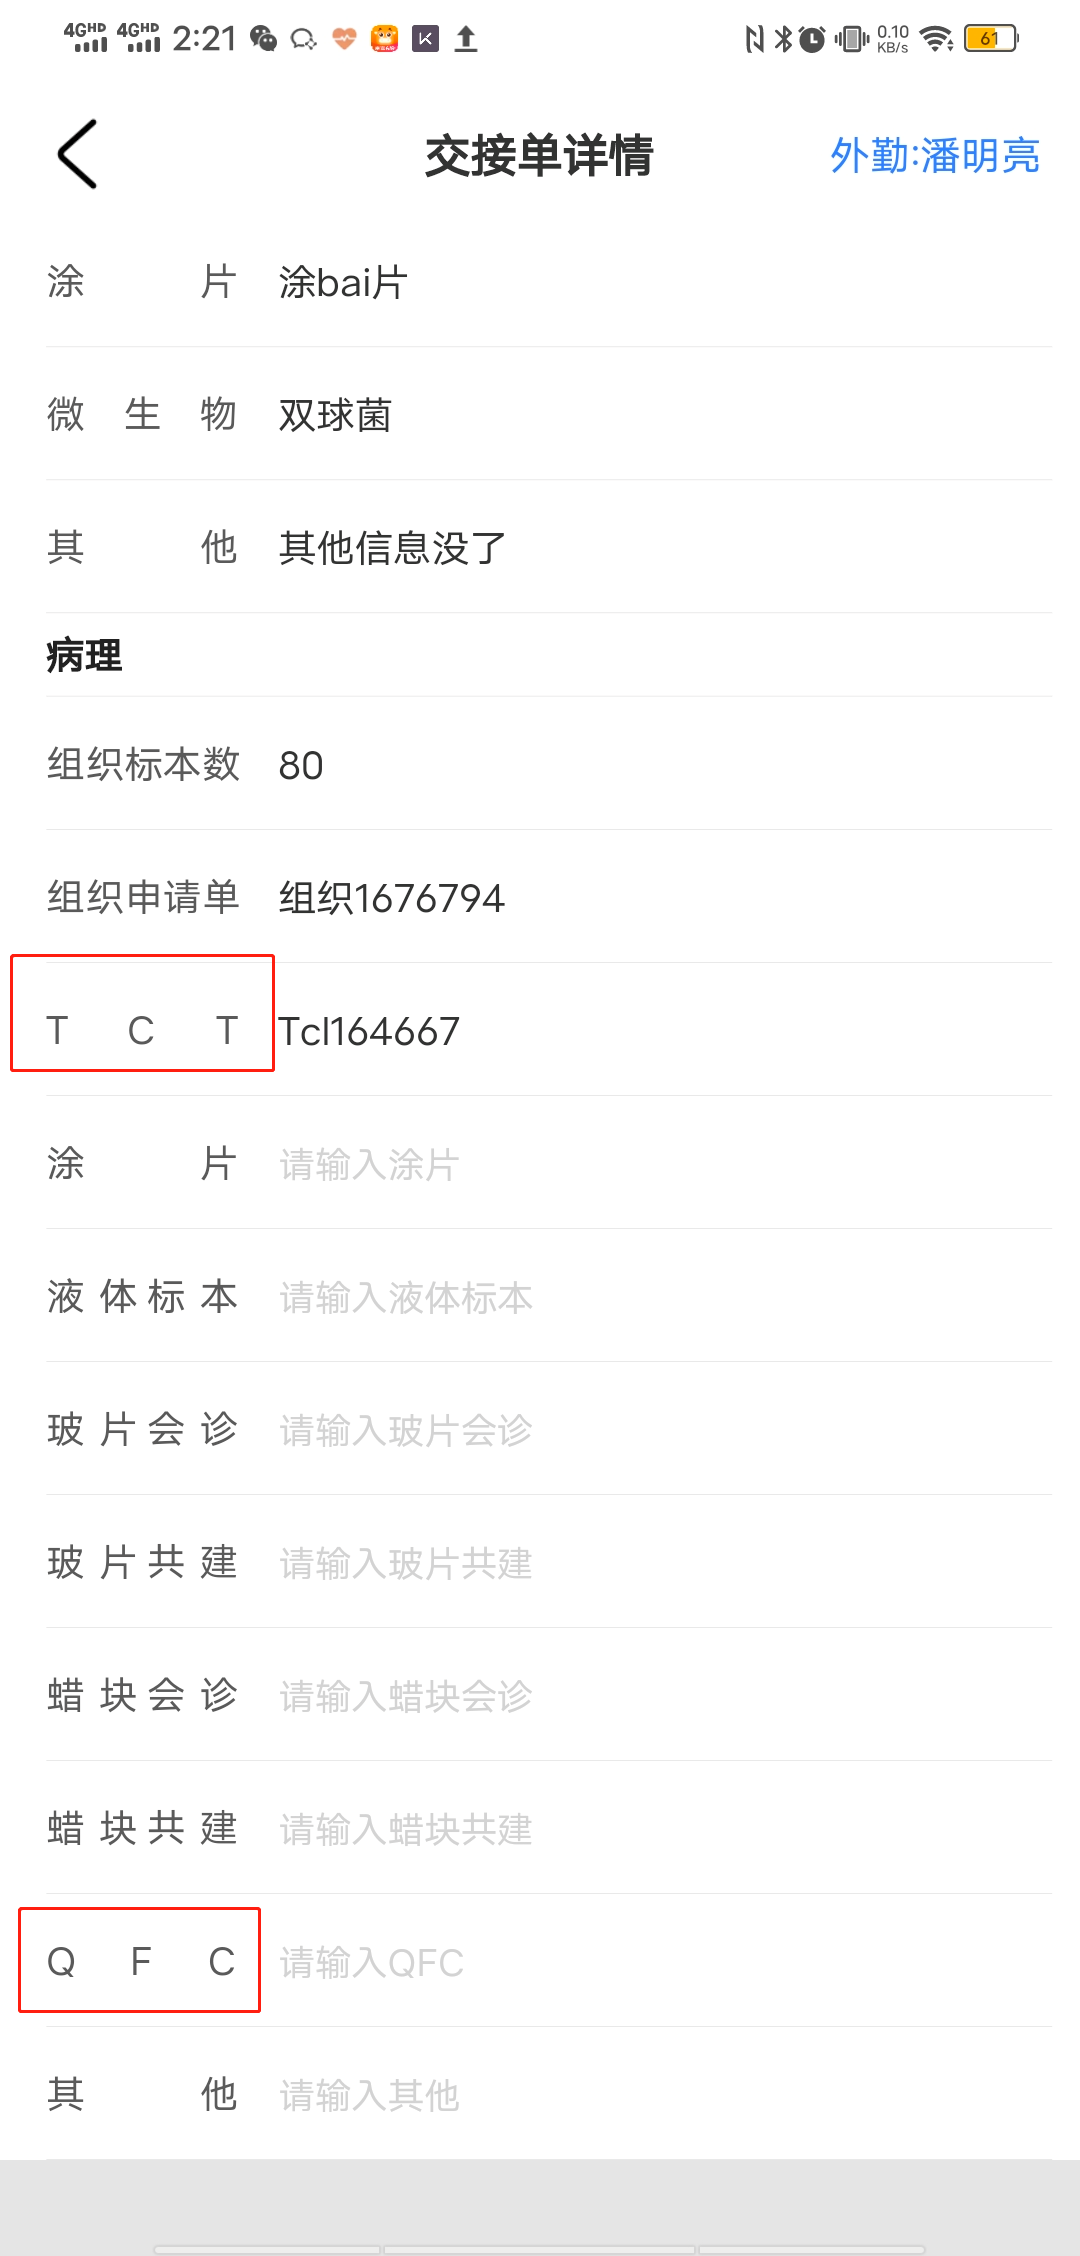 4GHD 4GHD 2:21 0.10 KB/s 61
交接单详情 外勤:潘明亮
涂片 涂bai片
微生物 双球菌
其他 其他信息没了
病理
组织标本数 80
组织申请单 组织1676794
TCT Tcl164667
涂片 请输入涂片
液体标本 请输入液体标本
玻片会诊 请输入玻片会诊
玻片共建 请输入玻片共建
蜡块会诊 请输入蜡块会诊
蜡块共建 请输入蜡块共建
QFC 请输入QFC
其他 请输入其他